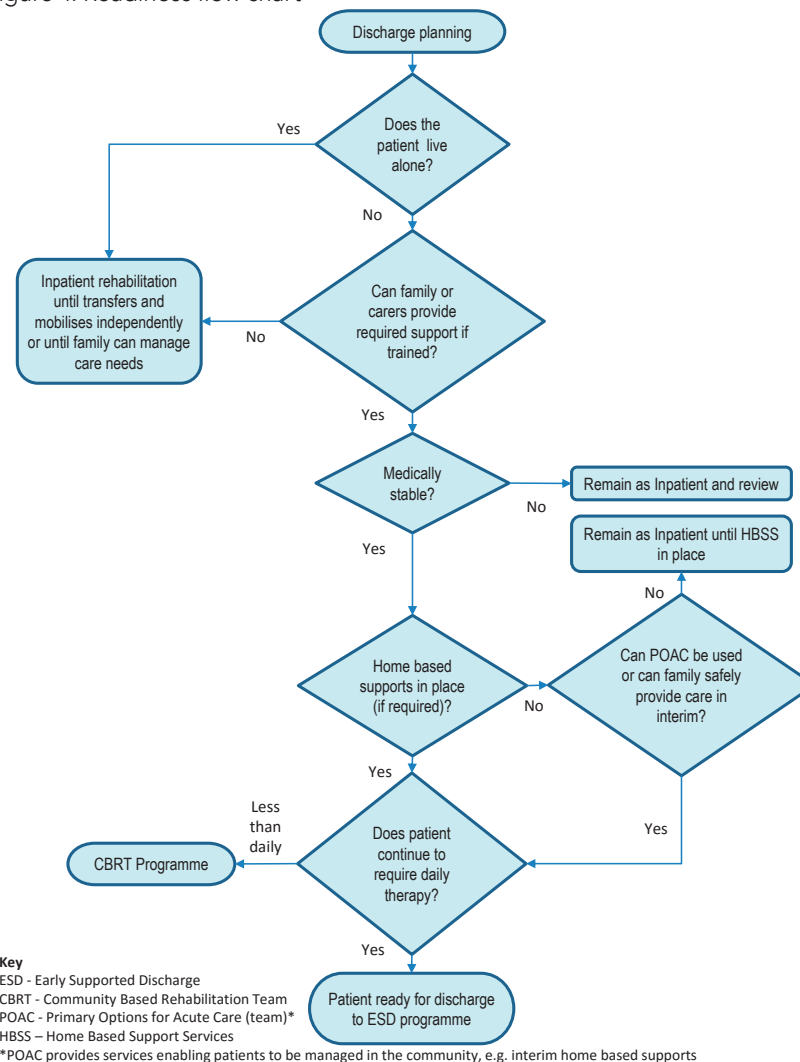 Figure 4: Readiness flow chart
Discharge planning
Does the
patient live
alone?
Yes
No
Inpatient rehabilitation
until transfers and
mobilises independently
or until family can manage
care needs
Can family or
carers provide
required support if
trained?
No
Yes
Medically
stable?
Remain as Inpatient and review
No
Yes
Remain as Inpatient until HBSS
in place
No
Home based
supports in place
(if required)?
No
Can POAC be used
or can family safely
provide care in
interim?
Yes
Yes
Less
than
daily
CBRT Programme
Does patient
continue to
require daily
therapy?
Yes
Patient ready for discharge
to ESD programme
Key
ESD - Early Supported Discharge
CBRT - Community Based Rehabilitation Team
POAC - Primary Options for Acute Care (team)*
HBSS – Home Based Support Services
*POAC provides services enabling patients to be managed in the community, e.g. interim home based supports